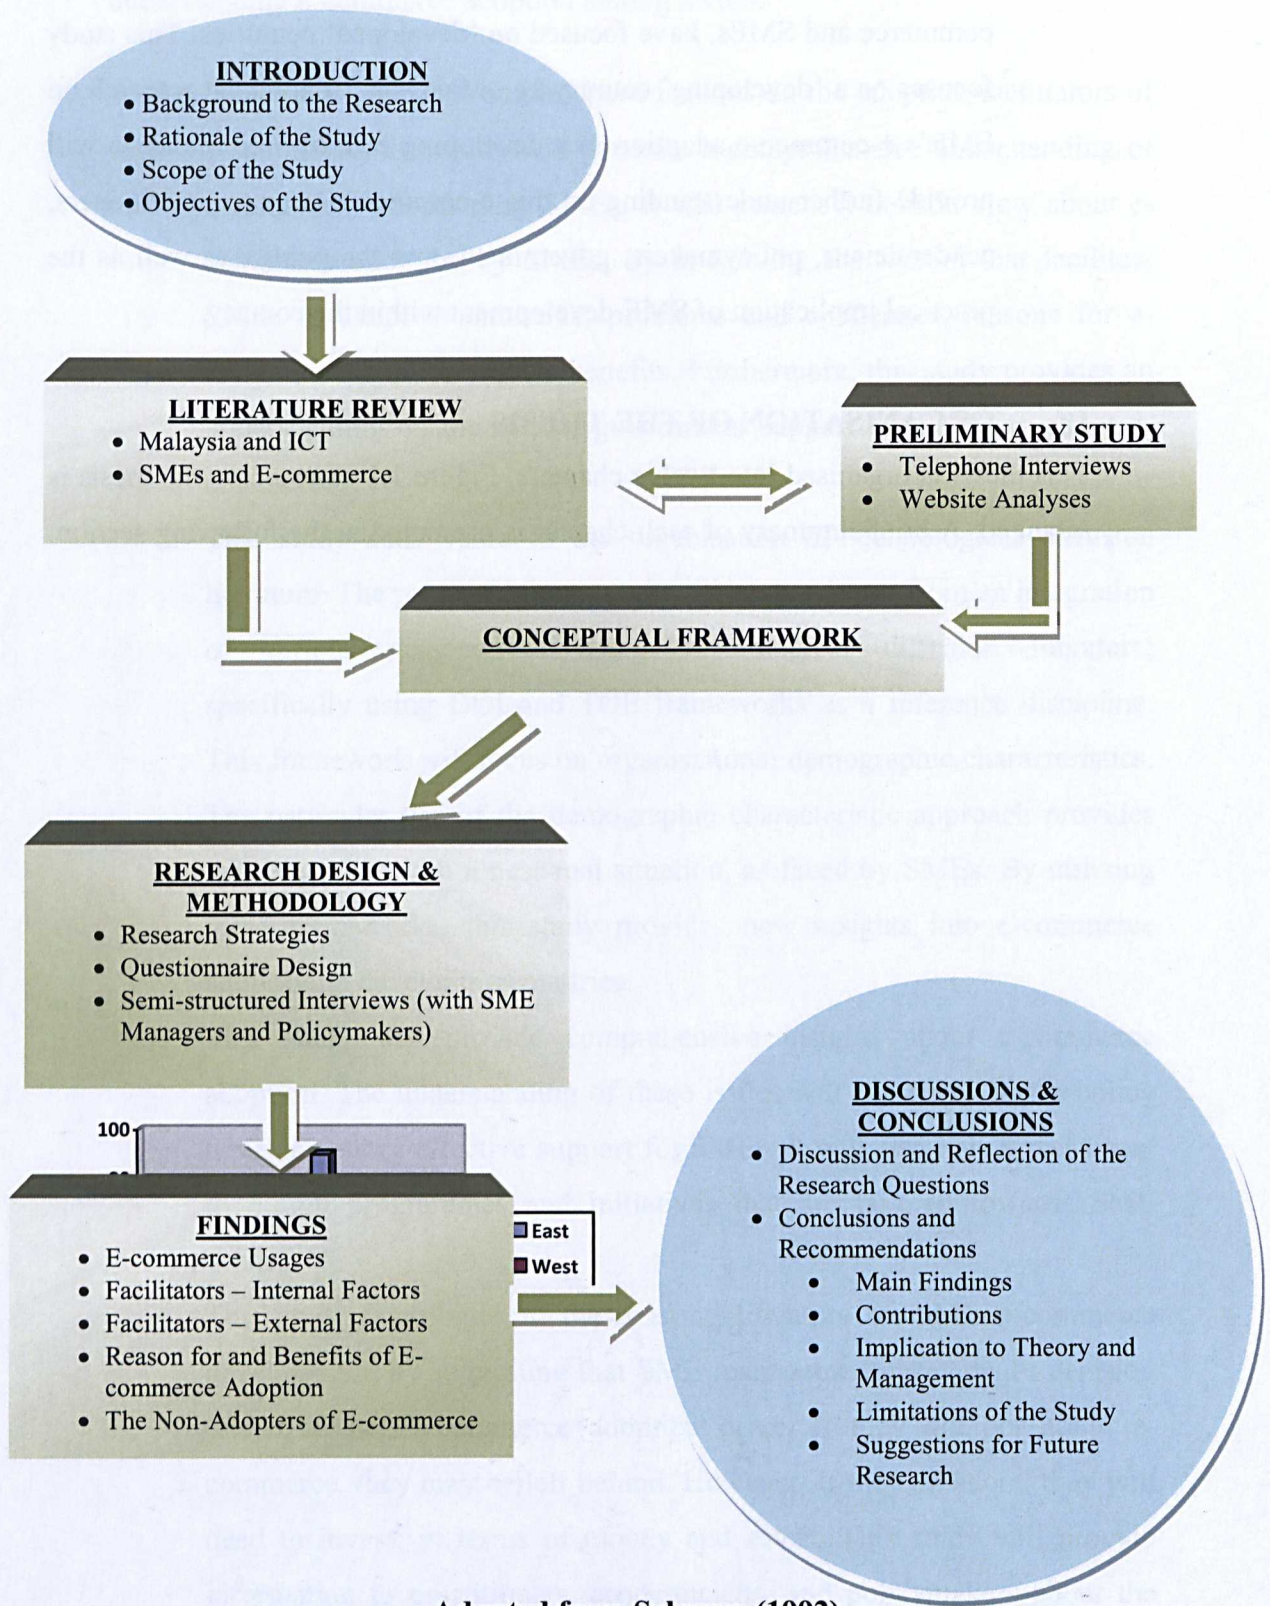 INTRODUCTION
• Background to the Research
• Rationale of the Study
• Scope of the Study
• Objectives of the Study
LITERATURE REVIEW
• Malaysia and ICT
• SMEs and E-commerce
PRELIMINARY STUDY
• Telephone Interviews
• Website Analyses
CONCEPTUAL FRAMEWORK
RESEARCH DESIGN &
METHODOLOGY
• Research Strategies
• Questionnaire Design
• Semi-structured Interviews (with SME
Managers and Policymakers)
100
East
West
FINDINGS
• E-commerce Usages
• Facilitators – Internal Factors
• Facilitators – External Factors
• Reason for and Benefits of E-
commerce Adoption
• The Non-Adopters of E-commerce
DISCUSSIONS &
CONCLUSIONS
• Discussion and Reflection of the
Research Questions
• Conclusions and
Recommendations
• Main Findings
• Contributions
• Implication to Theory and
Management
• Limitations of the Study
• Suggestions for Future
Research